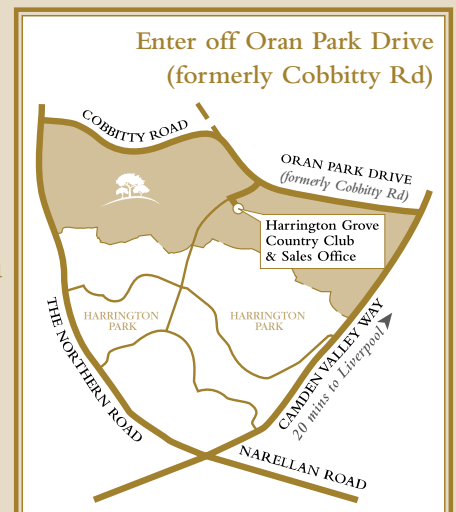 Enter off Oran Park Drive
(formerly Cobbitty Rd)
COBBITTY ROAD
ORAN PARK DRIVE
(formerly Cobbitty Rd)
Harrington Grove
Country Club
& Sales Office
HARRINGTON
PARK
HARRINGTON
PARK
THE NORTHERN ROAD
CAMDEN VALLEY WAY
20 mins to Liverpool
NARELLAN ROAD